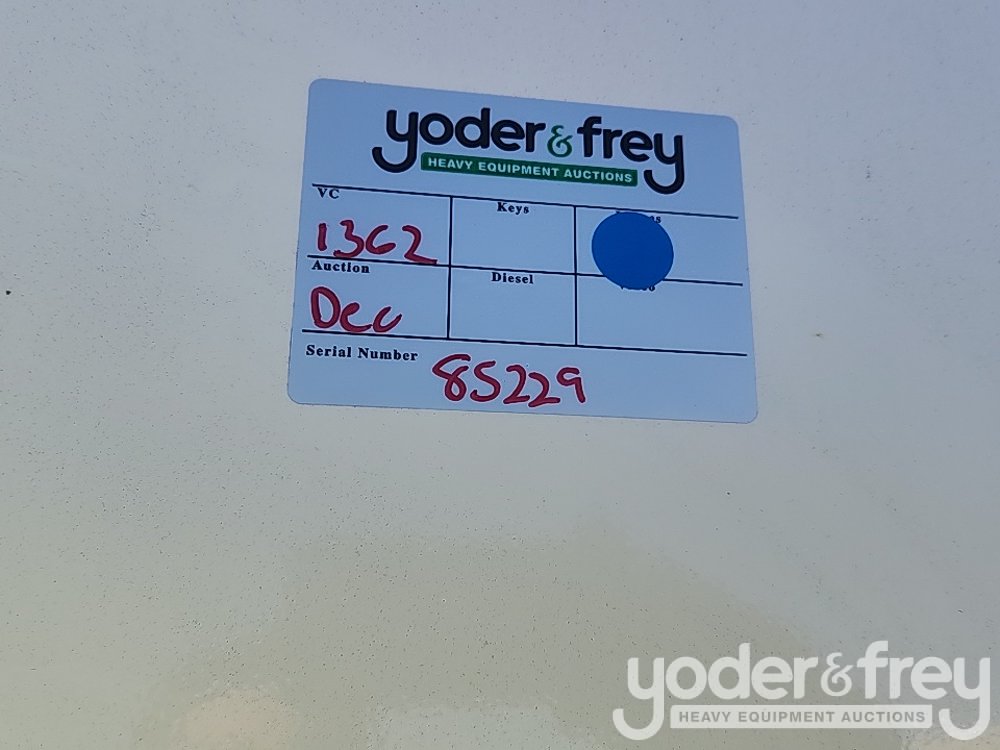 yoder & frey
HEAVY EQUIPMENT AUCTIONS
VC
Keys
1362
Auction
Diesel
Dec
Serial Number
85229
yoder & frey
HEAVY EQUIPMENT AUCTIONS